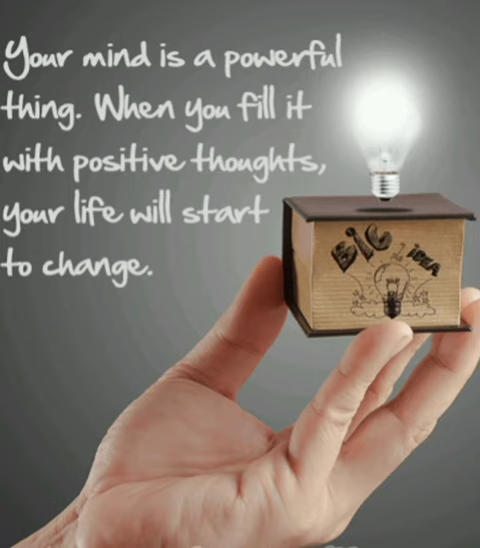 Your mind is a powerful
thing. When you fill it
with positive thoughts,
your life will start
to change.
BIG
IDEA